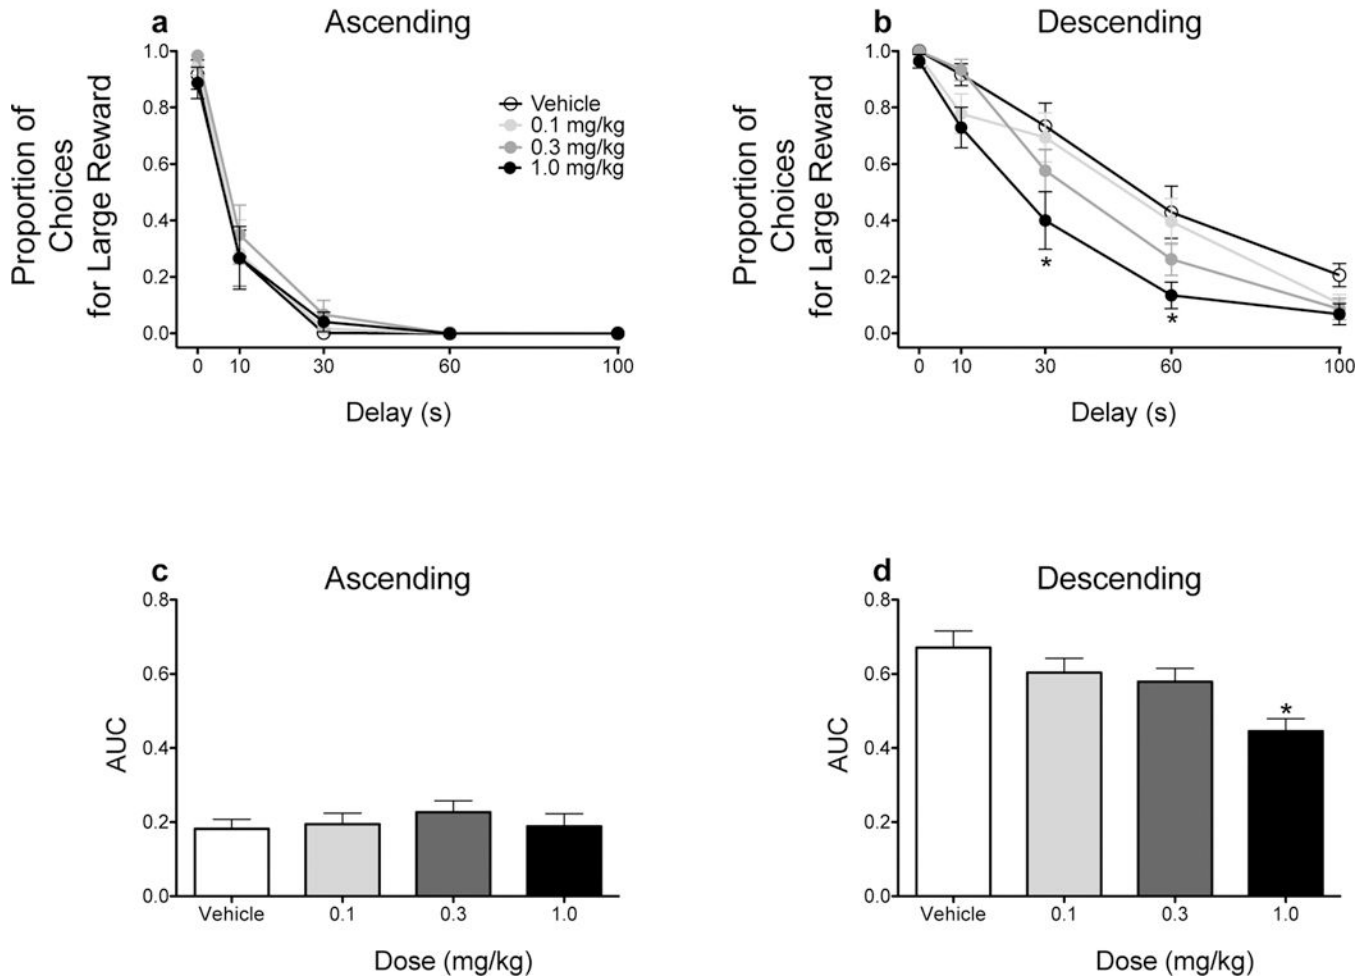 a
Ascending
Proportion of
Choices
for Large Reward
1.0
0.8
0.6
0.4
0.2
0.0
Vehicle
0.1 mg/kg
0.3 mg/kg
1.0 mg/kg
0 10 30 60 100
Delay (s)
b
Descending
Proportion of
Choices
for Large Reward
1.0
0.8
0.6
0.4
0.2
0.0
*
*
0 10 30 60 100
Delay (s)
c
Ascending
AUC
0.8
0.6
0.4
0.2
0.0
Vehicle 0.1 0.3 1.0
Dose (mg/kg)
d
Descending
AUC
0.8
0.6
0.4
0.2
0.0
*
Vehicle 0.1 0.3 1.0
Dose (mg/kg)